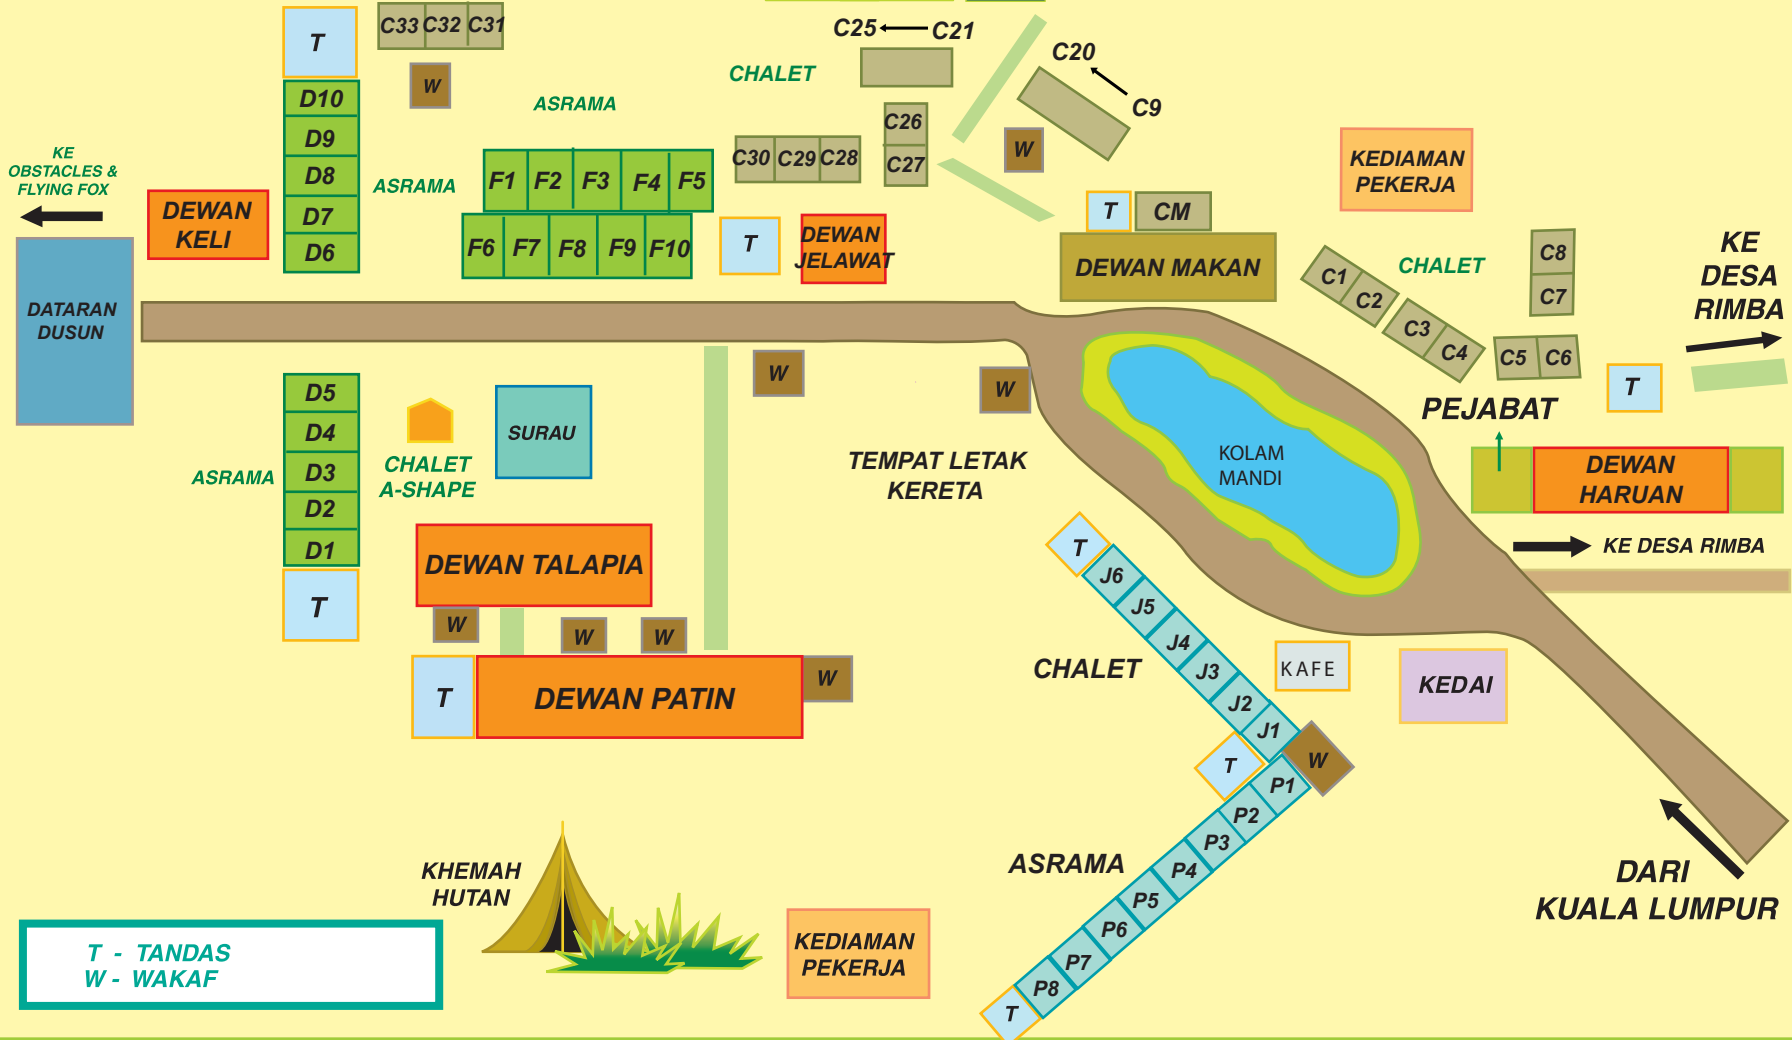 T
C33 C32 C31
W
D10
D9
D8
D7
D6
KE
OBSTACLES &
FLYING FOX
DEWAN
KELI
ASRAMA
ASRAMA
F1 F2 F3 F4 F5
F6 F7 F8 F9 F10
T
DEWAN
JELAWAT
CHALET
C25 C21
C20
C9
C26
C27
C30 C29 C28
W
T
CM
DEWAN MAKAN
KEDIAMAN
PEKERJA
CHALET
C1
C2
C3
C4
C8
C7
C5 C6
T
KE
DESA
RIMBA
PEJABAT
DEWAN
HARUAN
KE DESA RIMBA
DATARAN
DUSUN
D5
D4
D3
D2
D1
T
ASRAMA
CHALET
A-SHAPE
SURAU
W
W
TEMPAT LETAK
KERETA
KOLAM
MANDI
DEWAN TALAPIA
W
W
W
T
DEWAN PATIN
W
T
J6
J5
J4
J3
J2
J1
CHALET
KAFE
KEDAI
W
T
P1
P2
P3
P4
P5
P6
P7
P8
T
ASRAMA
DARI
KUALA LUMPUR
KHEMAH
HUTAN
KEDIAMAN
PEKERJA
T - TANDAS
W - WAKAF